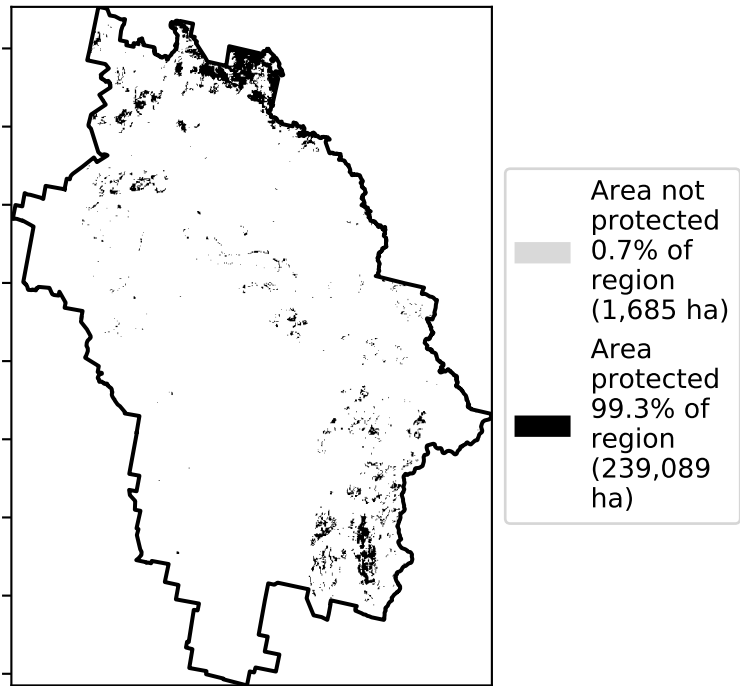 Area not
protected
0.7% of
region
(1,685 ha)
Area
protected
99.3% of
region
(239,089
ha)